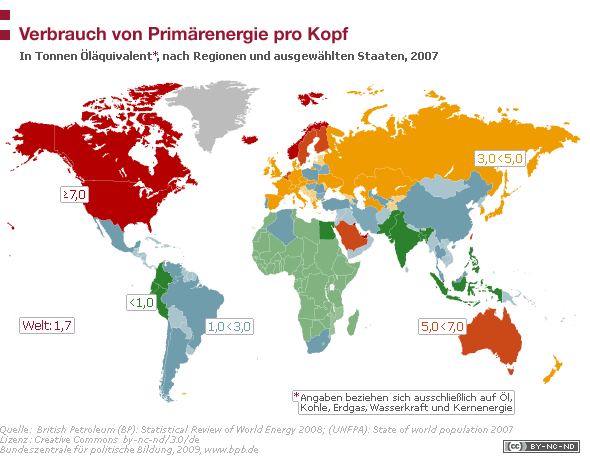 Verbrauch von Primärenergie pro Kopf
In Tonnen Öläquivalent*, nach Regionen und ausgewählten Staaten, 2007
3,0<5,0
≥7,0
<1,0
Welt: 1,7
1,0<3,0
5,0<7,0
*Angaben beziehen sich ausschließlich auf Öl,
Kohle, Erdgas, Wasserkraft und Kernenergie
Quelle: British Petroleum (BP): Statistical Review of World Energy 2008; (UNFPA): State of world population 2007
Lizenz: Creative Commons by-nc-nd/3.0/de
Bundeszentrale für politische Bildung, 2009, www.bpb.de
cc BY-NC-ND